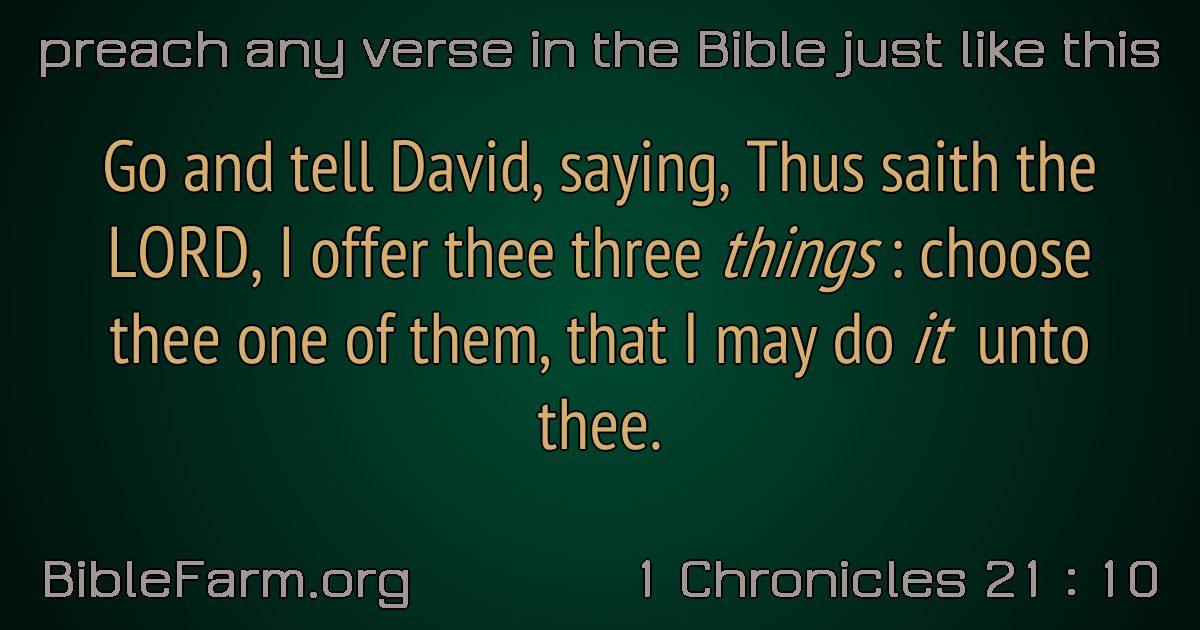 preach any verse in the Bible just like this
Go and tell David, saying, Thus saith the
LORD, I offer thee three things : choose
thee one of them, that I may do it unto
thee.
BibleFarm.org
1 Chronicles 21 : 10